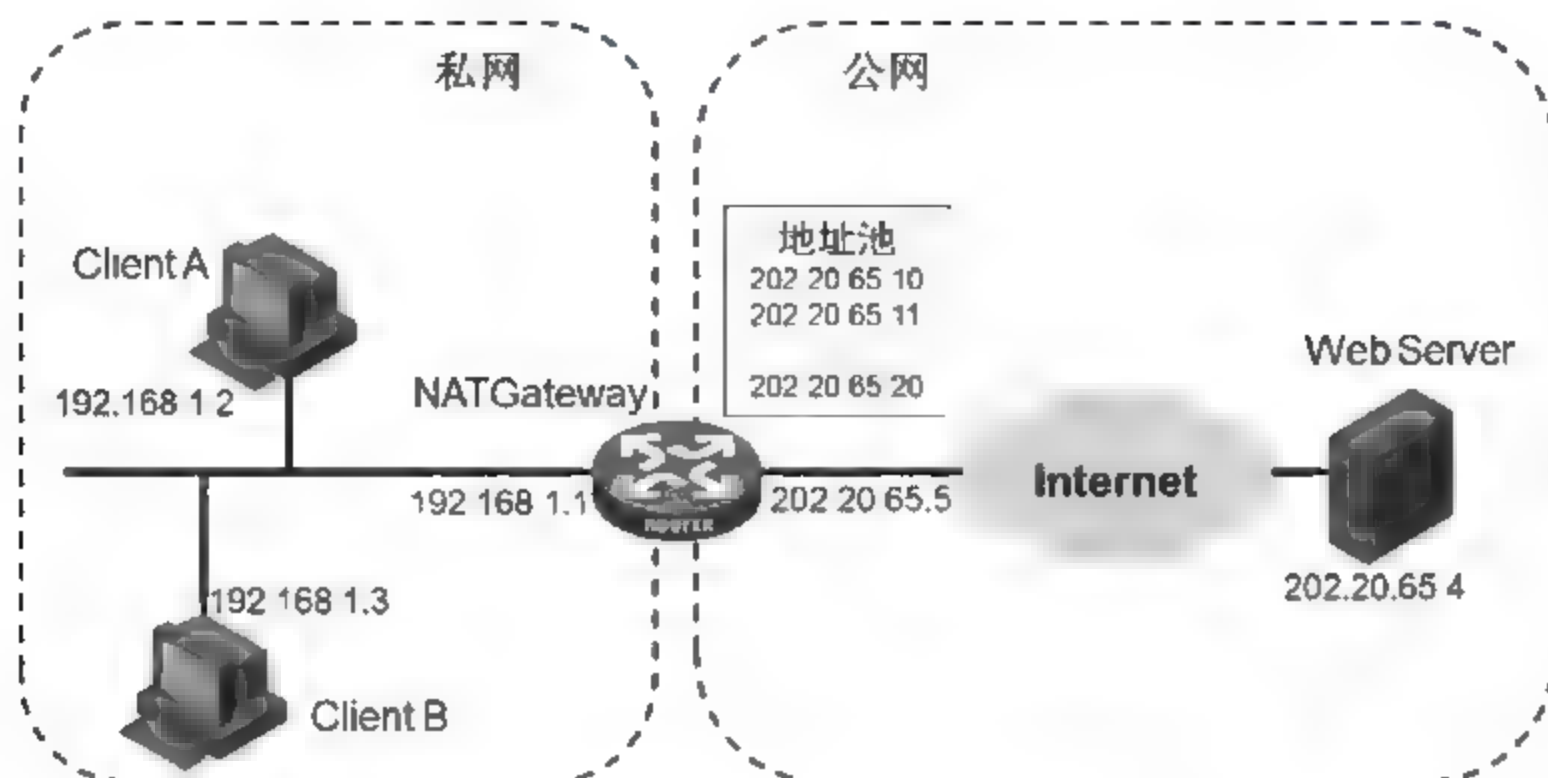 私网
公网
地址池
202 20 65 10
202 20 65 11
202 20 65 20
Client A
192.168 1 2
NATGateway
192 168 1.1
ROUTER
202 20 65.5
Internet
Web Server
202.20.65 4
192 168 1.3
Client B